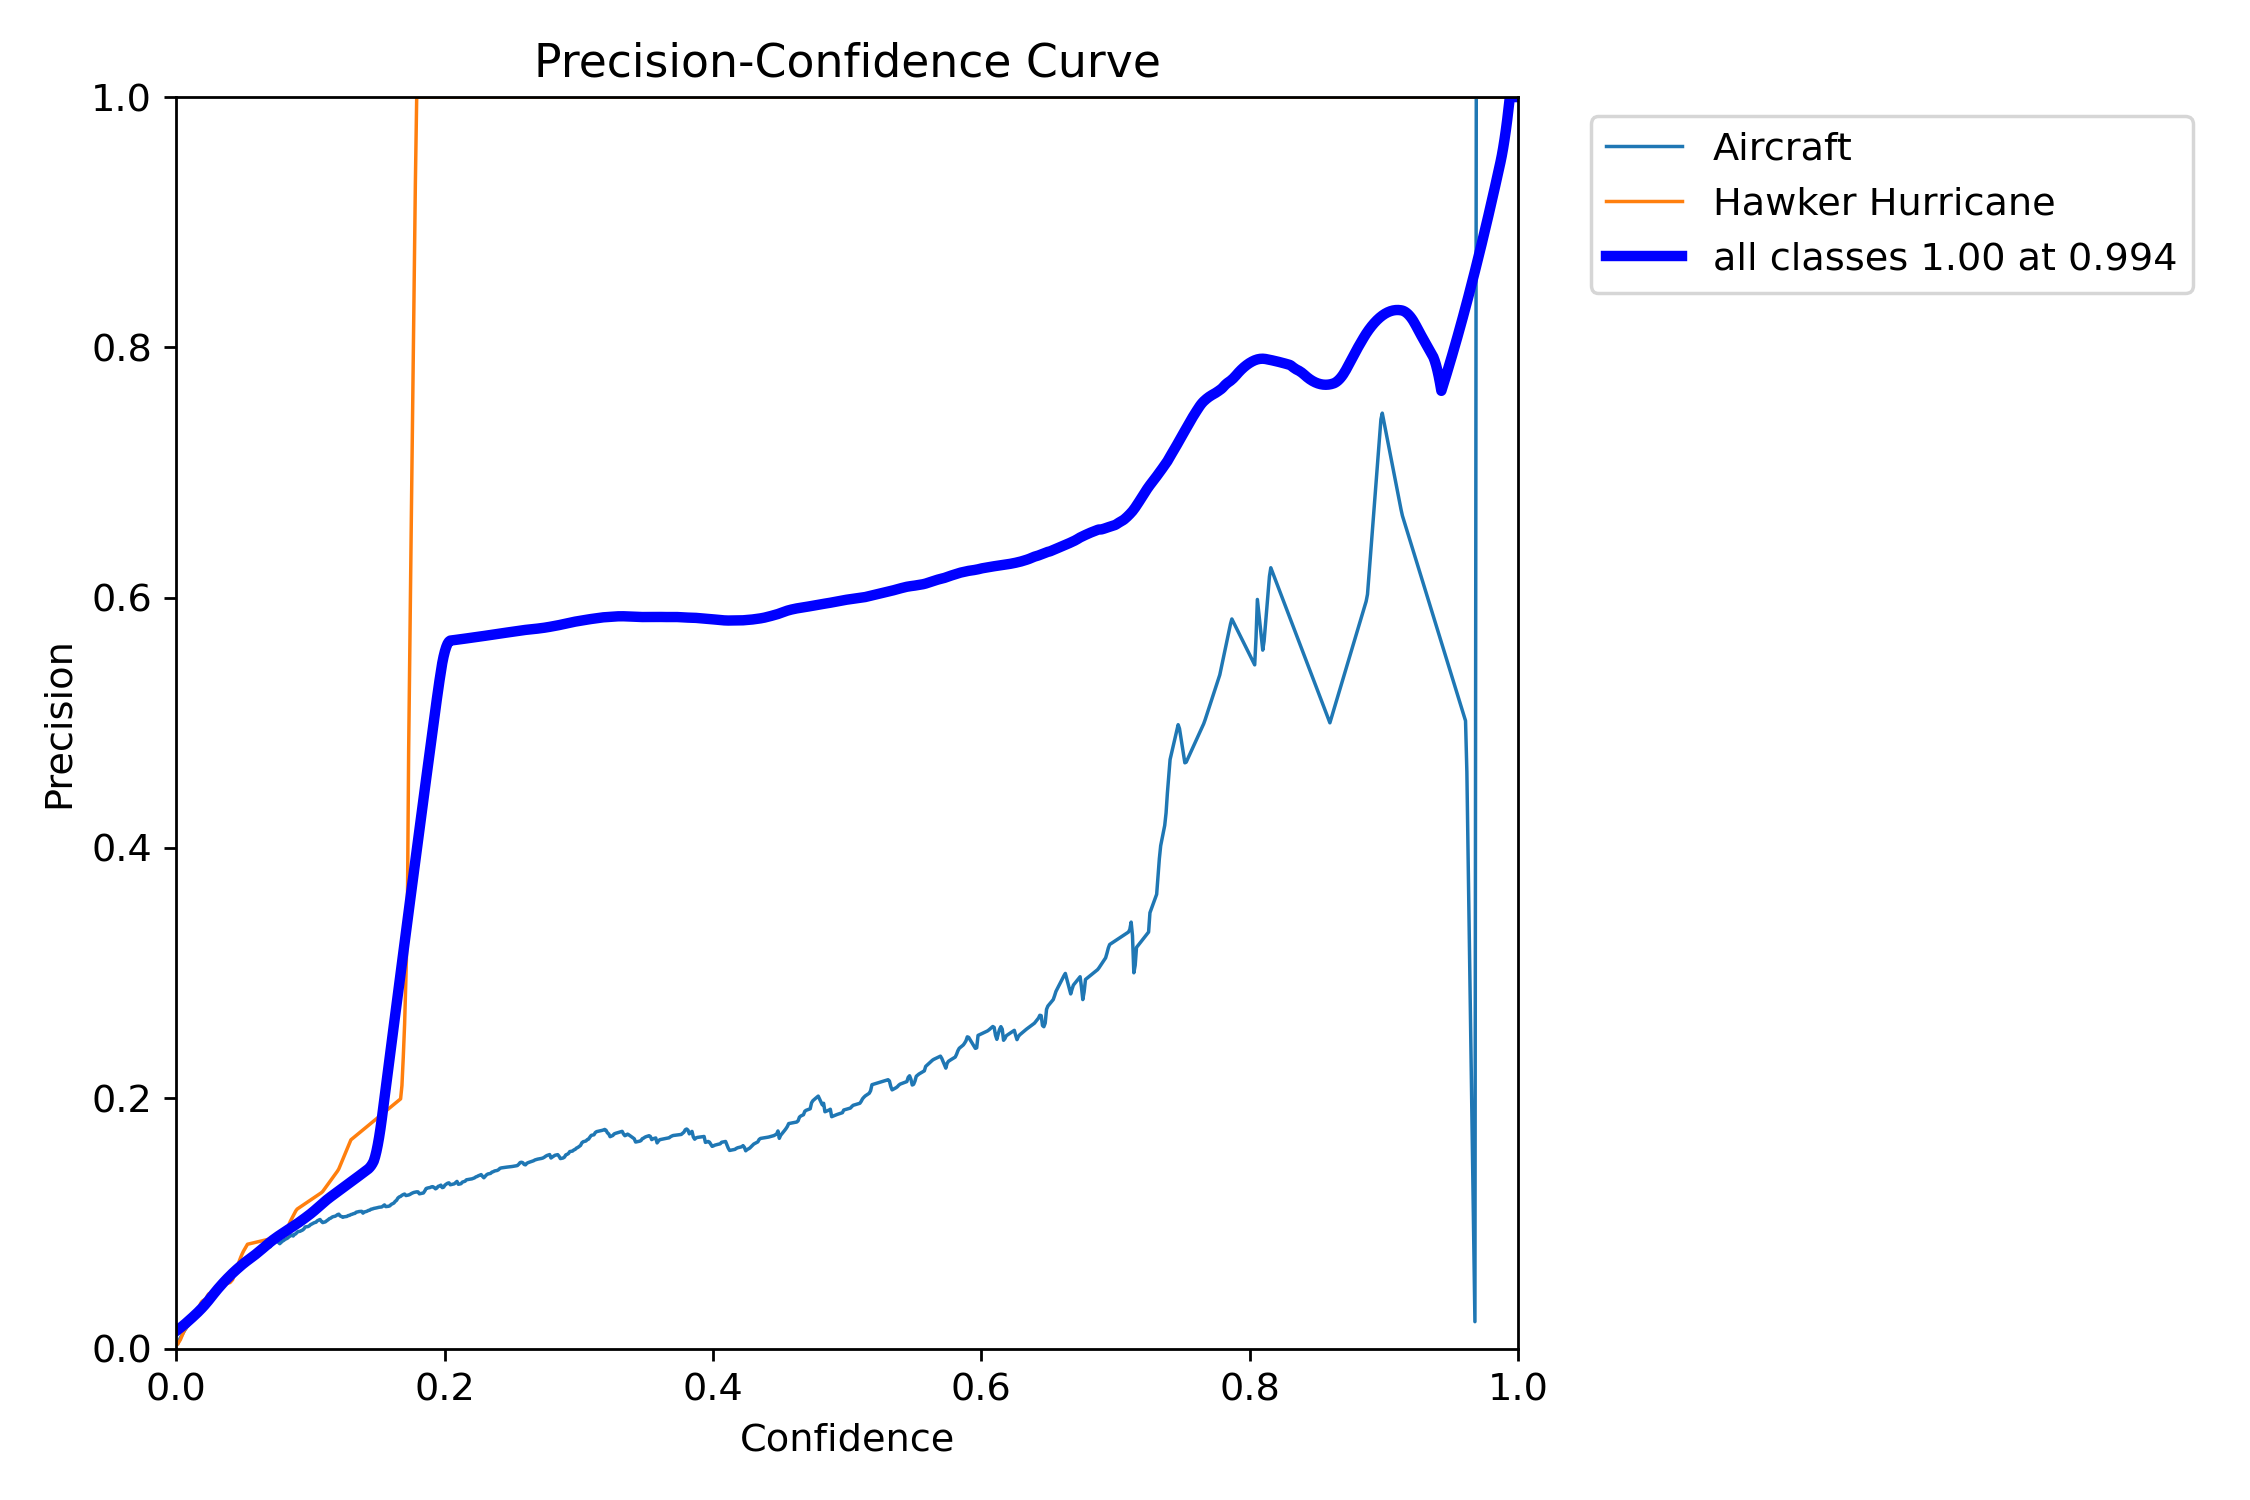 Precision-Confidence Curve
1.0
0.8
0.6
0.4
0.2
0.0
Precision
0.0 0.2 0.4 0.6 0.8 1.0
Confidence
Aircraft
Hawker Hurricane
all classes 1.00 at 0.994